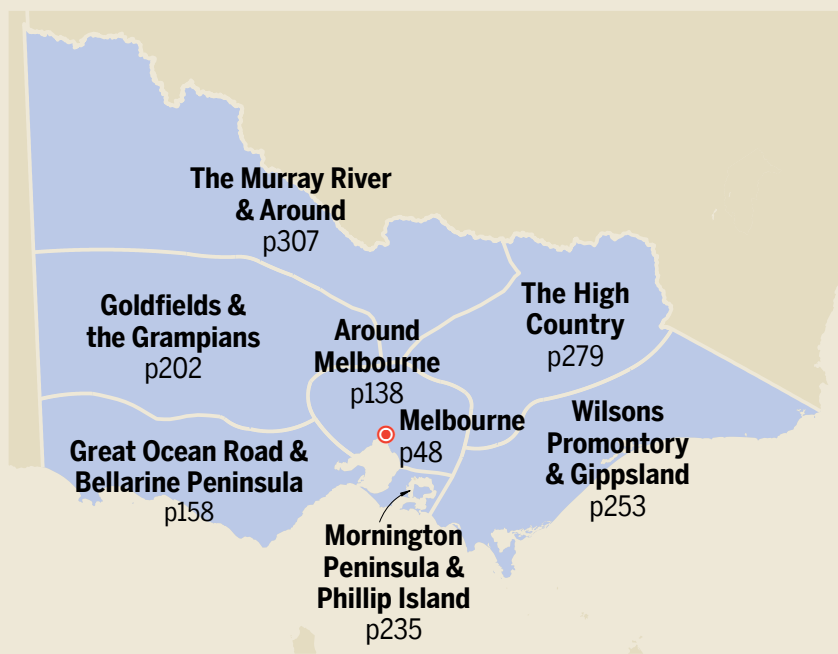 The Murray River
& Around
p307
Goldfields &
the Grampians
p202
Around
Melbourne
p138
The High
Country
p279
Melbourne
p48
Wilsons
Promontory
& Gippsland
p253
Great Ocean Road &
Bellarine Peninsula
p158
Mornington
Peninsula &
Phillip Island
p235